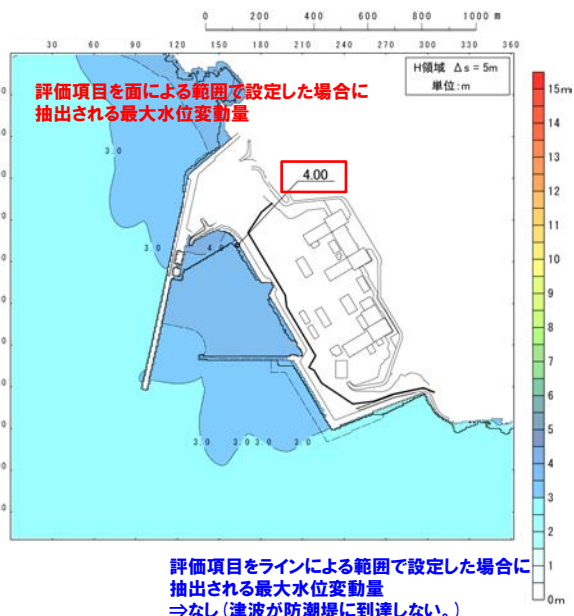 0 200 400 600 800 1000 m
30 60 90 120 150 180 210 240 270 300 330 360
H領域 Δs = 5m
単位:m
評価項目を面による範囲で設定した場合に
抽出される最大水位変動量
3.0
4.00
3.0 4.0
3.0 3.0 3.0 3.0
15m
14
13
12
11
10
9
8
7
6
5
4
3
2
1
0m
評価項目をラインによる範囲で設定した場合に
抽出される最大水位変動量
⇒なし(津波が防潮堤に到達しない。)